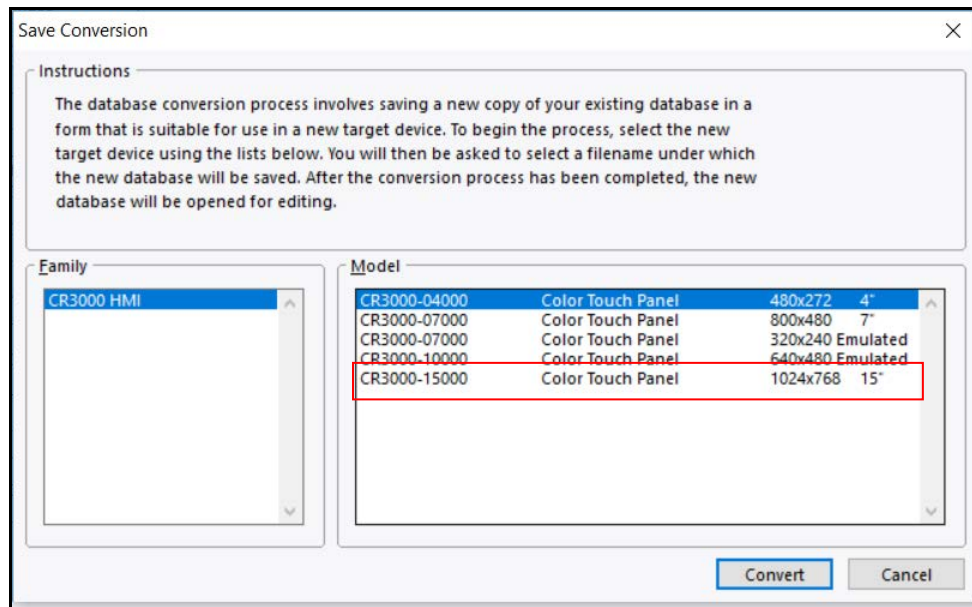 Save Conversion
Instructions
The database conversion process involves saving a new copy of your existing database in a
form that is suitable for use in a new target device. To begin the process, select the new
target device using the lists below. You will then be asked to select a filename under which
the new database will be saved. After the conversion process has been completed, the new
database will be opened for editing.
Family
CR3000 HMI
Model
CR3000-04000 Color Touch Panel 480x272 4"
CR3000-07000 Color Touch Panel 800x480 7"
CR3000-07000 Color Touch Panel 320x240 Emulated
CR3000-10000 Color Touch Panel 640x480 Emulated
CR3000-15000 Color Touch Panel 1024x768 15"
Convert Cancel